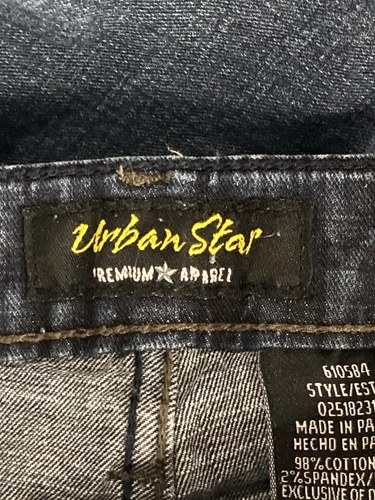 Urban Star
PREMIUM ★ APPAREL
610584
STYLE/EST
02518231
MADE IN PA
HECHO EN PA
98% COTTON
2% SPANDEX/
EXCLUSIVE OF